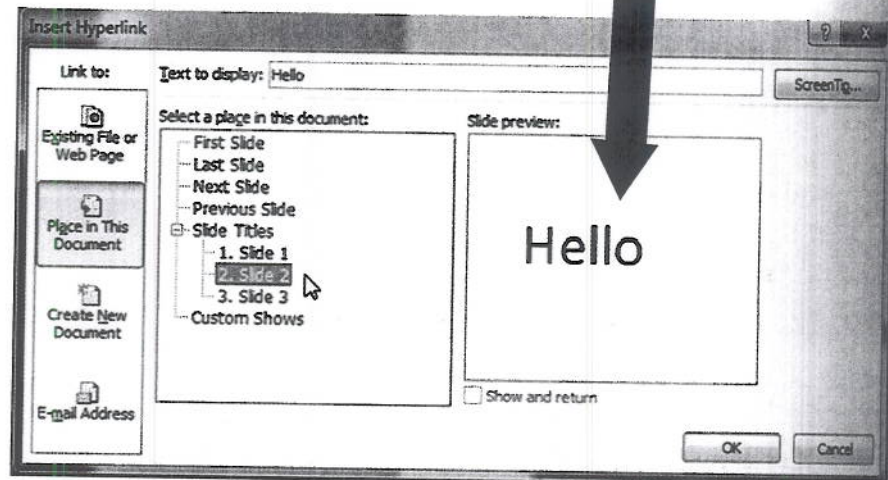 Insert Hyperlink
? X
Link to:
Text to display: Hello
ScreenTip...
Existing File or
Web Page
Place in This
Document
Create New
Document
E-mail Address
Select a place in this document:
First Slide
Last Slide
Next Slide
Previous Slide
Slide Titles
1. Slide 1
2. Slide 2
3. Slide 3
Custom Shows
Slide preview:
Hello
Show and return
OK
Cancel